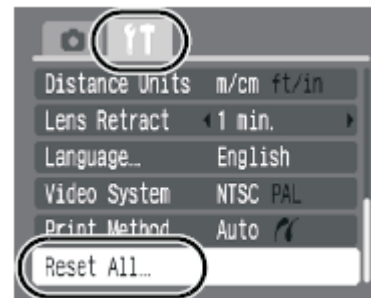 Distance Units m/cm ft/in
Lens Retract 1 min.
Language... English
Video System NTSC PAL
Print Method Auto
Reset All...